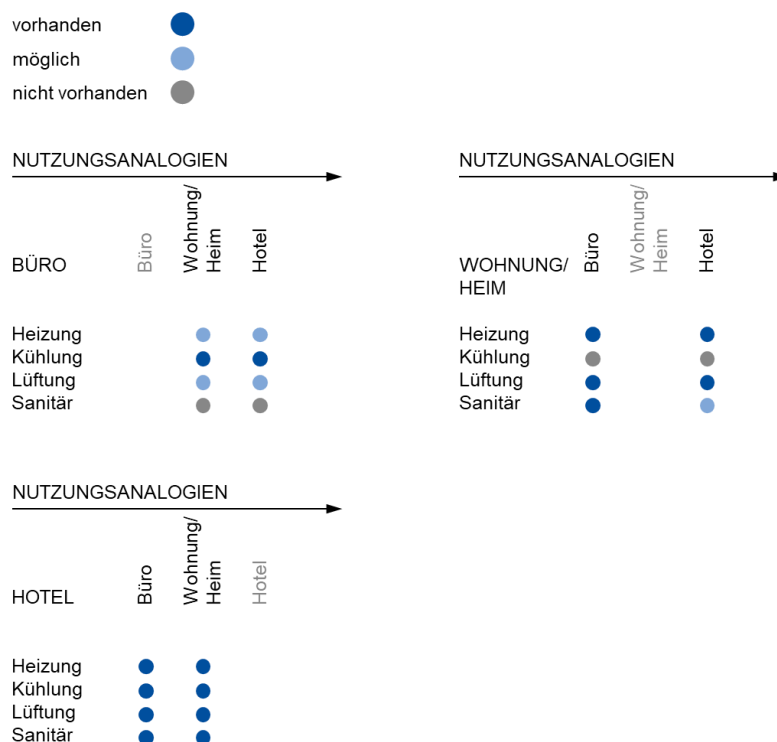 vorhanden
möglich
nicht vorhanden
NUTZUNGSANALOGIEN
BÜRO
Büro
Wohnung/
Heim
Hotel
Heizung
Kühlung
Lüftung
Sanitär
NUTZUNGSANALOGIEN
WOHNUNG/
HEIM
Büro
Wohnung/
Heim
Hotel
Heizung
Kühlung
Lüftung
Sanitär
NUTZUNGSANALOGIEN
HOTEL
Büro
Wohnung/
Heim
Hotel
Heizung
Kühlung
Lüftung
Sanitär